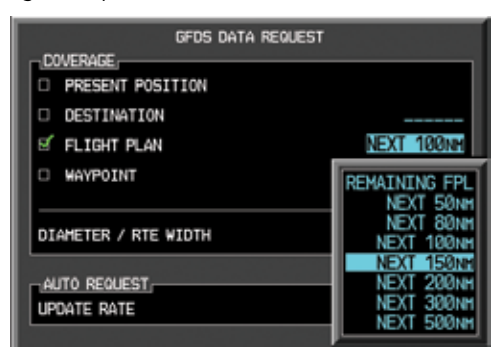 GFDS DATA REQUEST
COVERAGE
PRESENT POSITION
DESTINATION ______
FLIGHT PLAN NEXT 100NM
WAYPOINT
DIAMETER / RTE WIDTH
AUTO REQUEST
UPDATE RATE
REMAINING FPL
NEXT 50NM
NEXT 80NM
NEXT 100NM
NEXT 150NM
NEXT 200NM
NEXT 300NM
NEXT 500NM